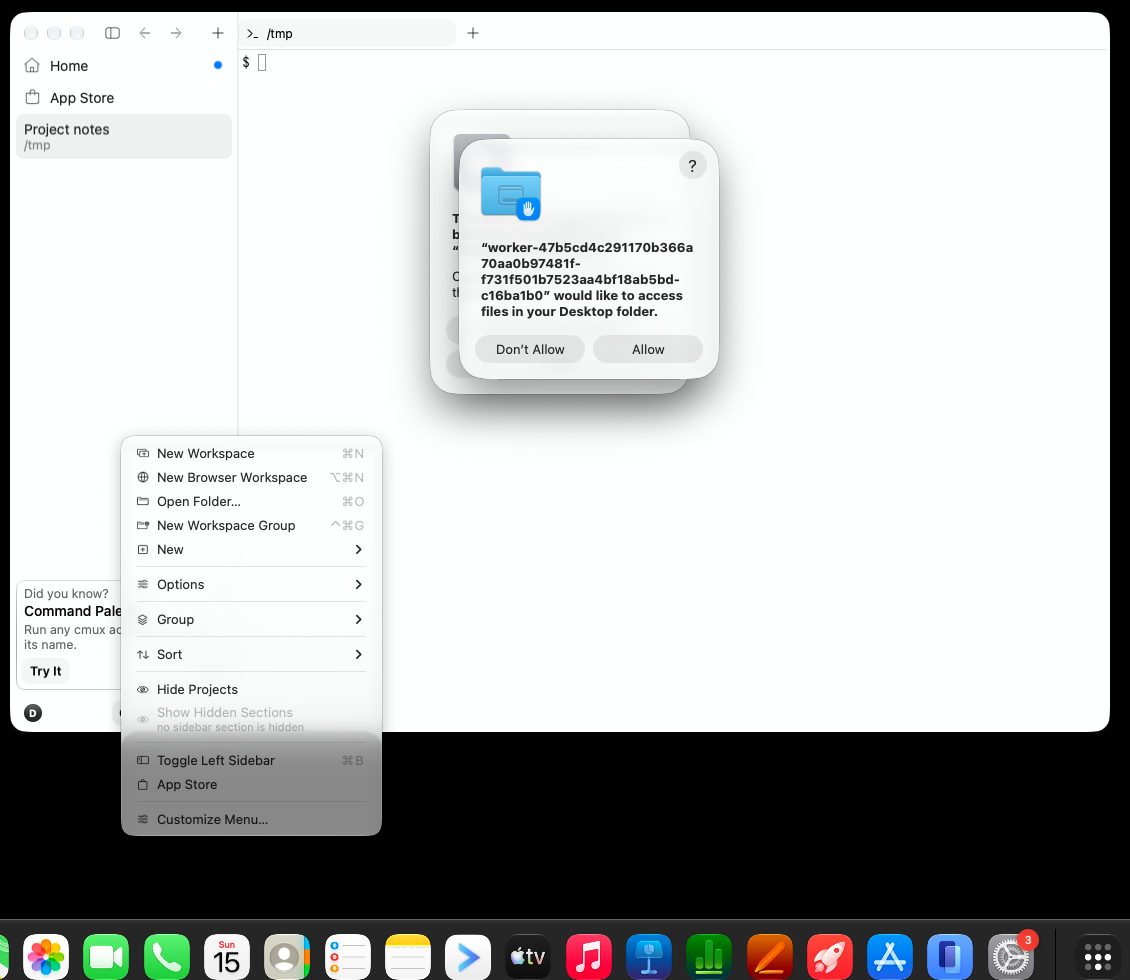 >_ /tmp
Home
$
App Store
Project notes
/tmp
?
“worker-47b5cd4c291170b366a
70aa0b97481f-
f731f501b7523aa4bf18ab5bd-
c16ba1b0” would like to access
files in your Desktop folder.
Don’t Allow
Allow
New Workspace ⌘N
New Browser Workspace ⌥⌘N
Open Folder... ⌘O
New Workspace Group ^⌘G
New
Options
Group
Sort
Hide Projects
Show Hidden Sections
no sidebar section is hidden
Toggle Left Sidebar ⌘B
App Store
Customize Menu...
Did you know?
Run any cmux
its name.
Try It
D
Sun
15
tv
3